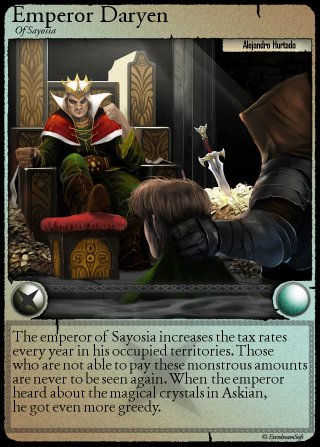 Emperor Daryen
Of Sayosia
Alejandro Hurtado
The emperor of Sayosia increases the tax rates
every year in his occupied territories. Those
who are not able to pay these monstrous amounts
are never to be seen again. When the emperor
heard about the magical crystals in Askian,
he got even more greedy.
© EverdreamSoft